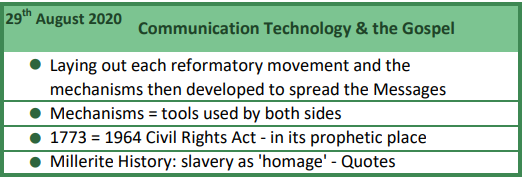 29th August 2020
Communication Technology & the Gospel
● Laying out each reformatory movement and the
mechanisms then developed to spread the Messages
● Mechanisms = tools used by both sides
● 1773 = 1964 Civil Rights Act - in its prophetic place
● Millerite History: slavery as 'homage' - Quotes